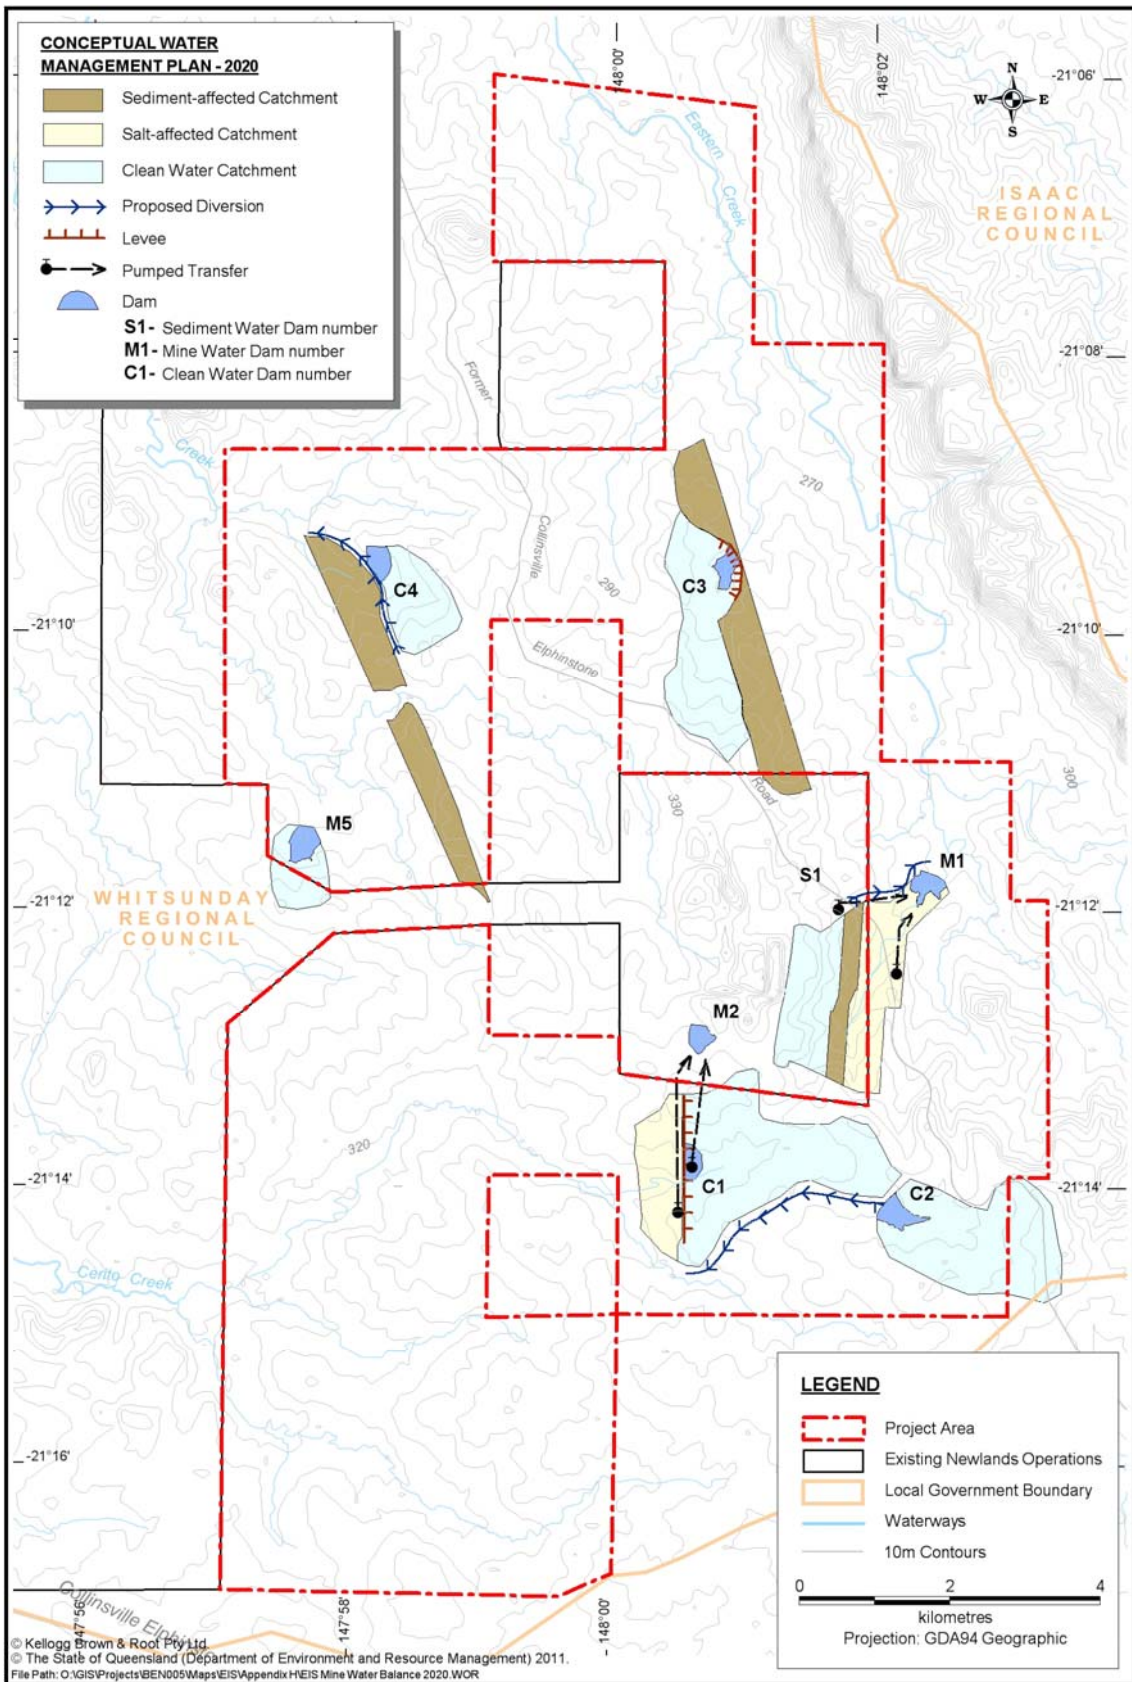 CONCEPTUAL WATER
MANAGEMENT PLAN - 2020
Sediment-affected Catchment
Salt-affected Catchment
Clean Water Catchment
Proposed Diversion
Levee
Pumped Transfer
Dam
S1- Sediment Water Dam number
M1- Mine Water Dam number
C1- Clean Water Dam number
148°00'
148°02'
-21°06'
N
W E
S
Eastern
Creek
ISAAC
REGIONAL
COUNCIL
-21°08'
Former
Creek
270
Collinsville
C4
C3
290
-21°10'
-21°10'
Elphinstone
300
330
Road
M5
S1
M1
WHITSUNDAY
REGIONAL
COUNCIL
-21°12'
-21°12'
M2
320
-21°14'
C1
C2
-21°14'
Cerito Creek
-21°16'
LEGEND
Project Area
Existing Newlands Operations
Local Government Boundary
Waterways
10m Contours
0 2 4
kilometres
Projection: GDA94 Geographic
147°56'
147°58'
148°00'
© Kellogg Brown & Root Pty Ltd
© The State of Queensland (Department of Environment and Resource Management) 2011.
File Path: O:\GIS\Projects\BEN005\Maps\EIS\Appendix H\EIS Mine Water Balance 2020.WOR